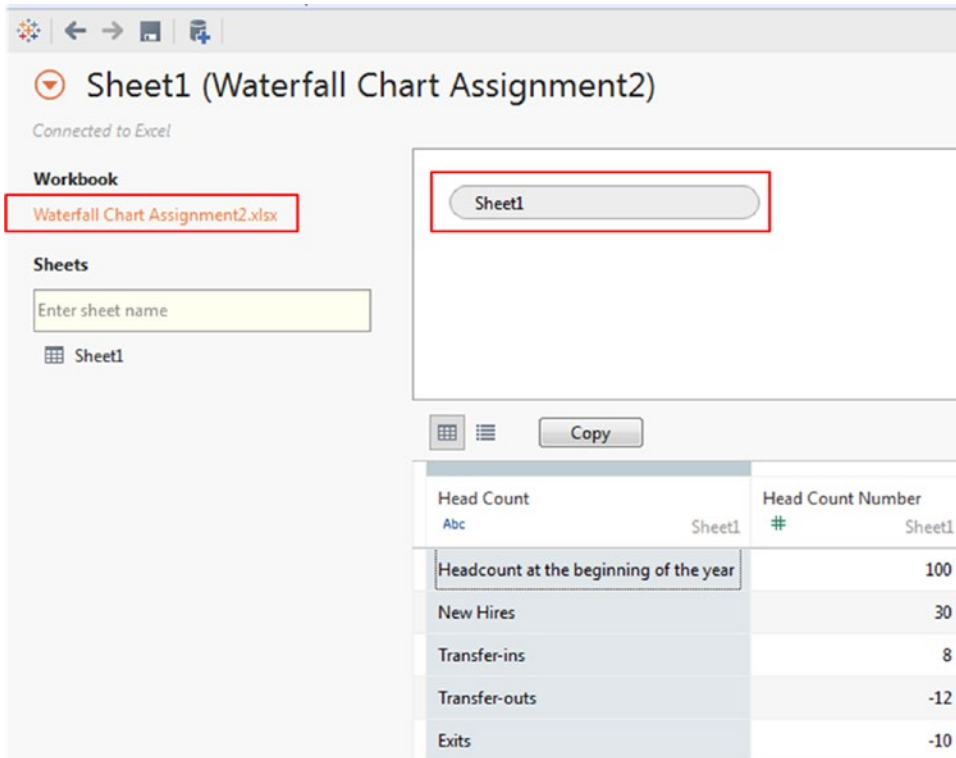 Sheet1 (Waterfall Chart Assignment2)
Connected to Excel
Workbook
Waterfall Chart Assignment2.xlsx
Sheets
Enter sheet name
Sheet1
Sheet1
Copy
Head Count Head Count Number
Abc Sheet1 # Sheet1
Headcount at the beginning of the year 100
New Hires 30
Transfer-ins 8
Transfer-outs -12
Exits -10